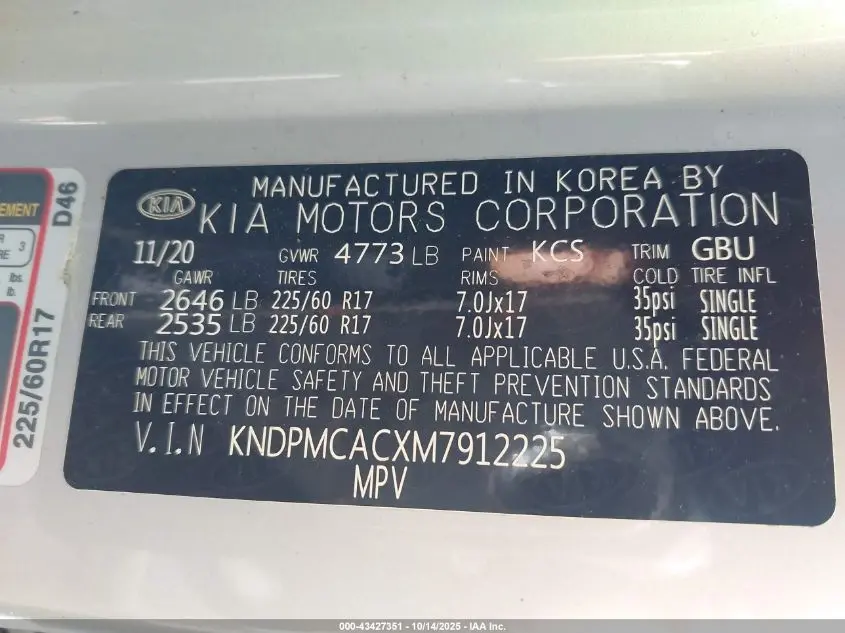 MANUFACTURED IN KOREA BY
KIA KIA MOTORS CORPORATION
11/20 GVWR 4773 LB PAINT KCS TRIM GBU
GAWR TIRES RIMS COLD TIRE INFL
FRONT 2646 LB 225/60 R17 7.0Jx17 35psi SINGLE
REAR 2535 LB 225/60 R17 7.0Jx17 35psi SINGLE
THIS VEHICLE CONFORMS TO ALL APPLICABLE U.S.A. FEDERAL
MOTOR VEHICLE SAFETY AND THEFT PREVENTION STANDARDS
IN EFFECT ON THE DATE OF MANUFACTURE SHOWN ABOVE.
V.I.N KNDPMCACXM7912225
MPV
3
lbs.
lb.
225/60R17 D46
000-43427351 - 10/14/2025 - IAA Inc.